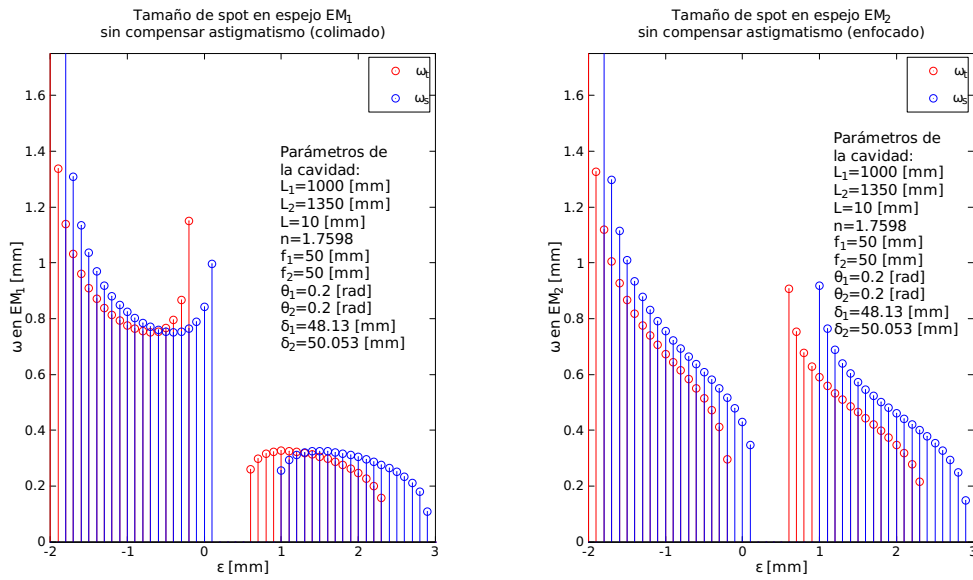 Tamaño de spot en espejo EM₁
sin compensar astigmatismo (colimado)
ω en EM₁ [mm]
1.6
1.4
1.2
1
0.8
0.6
0.4
0.2
0
-2
-1
0
1
2
3
ε [mm]
ωₜ
ωₛ
Parámetros de
la cavidad:
L₁=1000 [mm]
L₂=1350 [mm]
L=10 [mm]
n=1.7598
f₁=50 [mm]
f₂=50 [mm]
θ₁=0.2 [rad]
θ₂=0.2 [rad]
δ₁=48.13 [mm]
δ₂=50.053 [mm]
Tamaño de spot en espejo EM₂
sin compensar astigmatismo (enfocado)
ω en EM₂ [mm]
1.6
1.4
1.2
1
0.8
0.6
0.4
0.2
0
-2
-1
0
1
2
3
ε [mm]
ωₜ
ωₛ
Parámetros de
la cavidad:
L₁=1000 [mm]
L₂=1350 [mm]
L=10 [mm]
n=1.7598
f₁=50 [mm]
f₂=50 [mm]
θ₁=0.2 [rad]
θ₂=0.2 [rad]
δ₁=48.13 [mm]
δ₂=50.053 [mm]